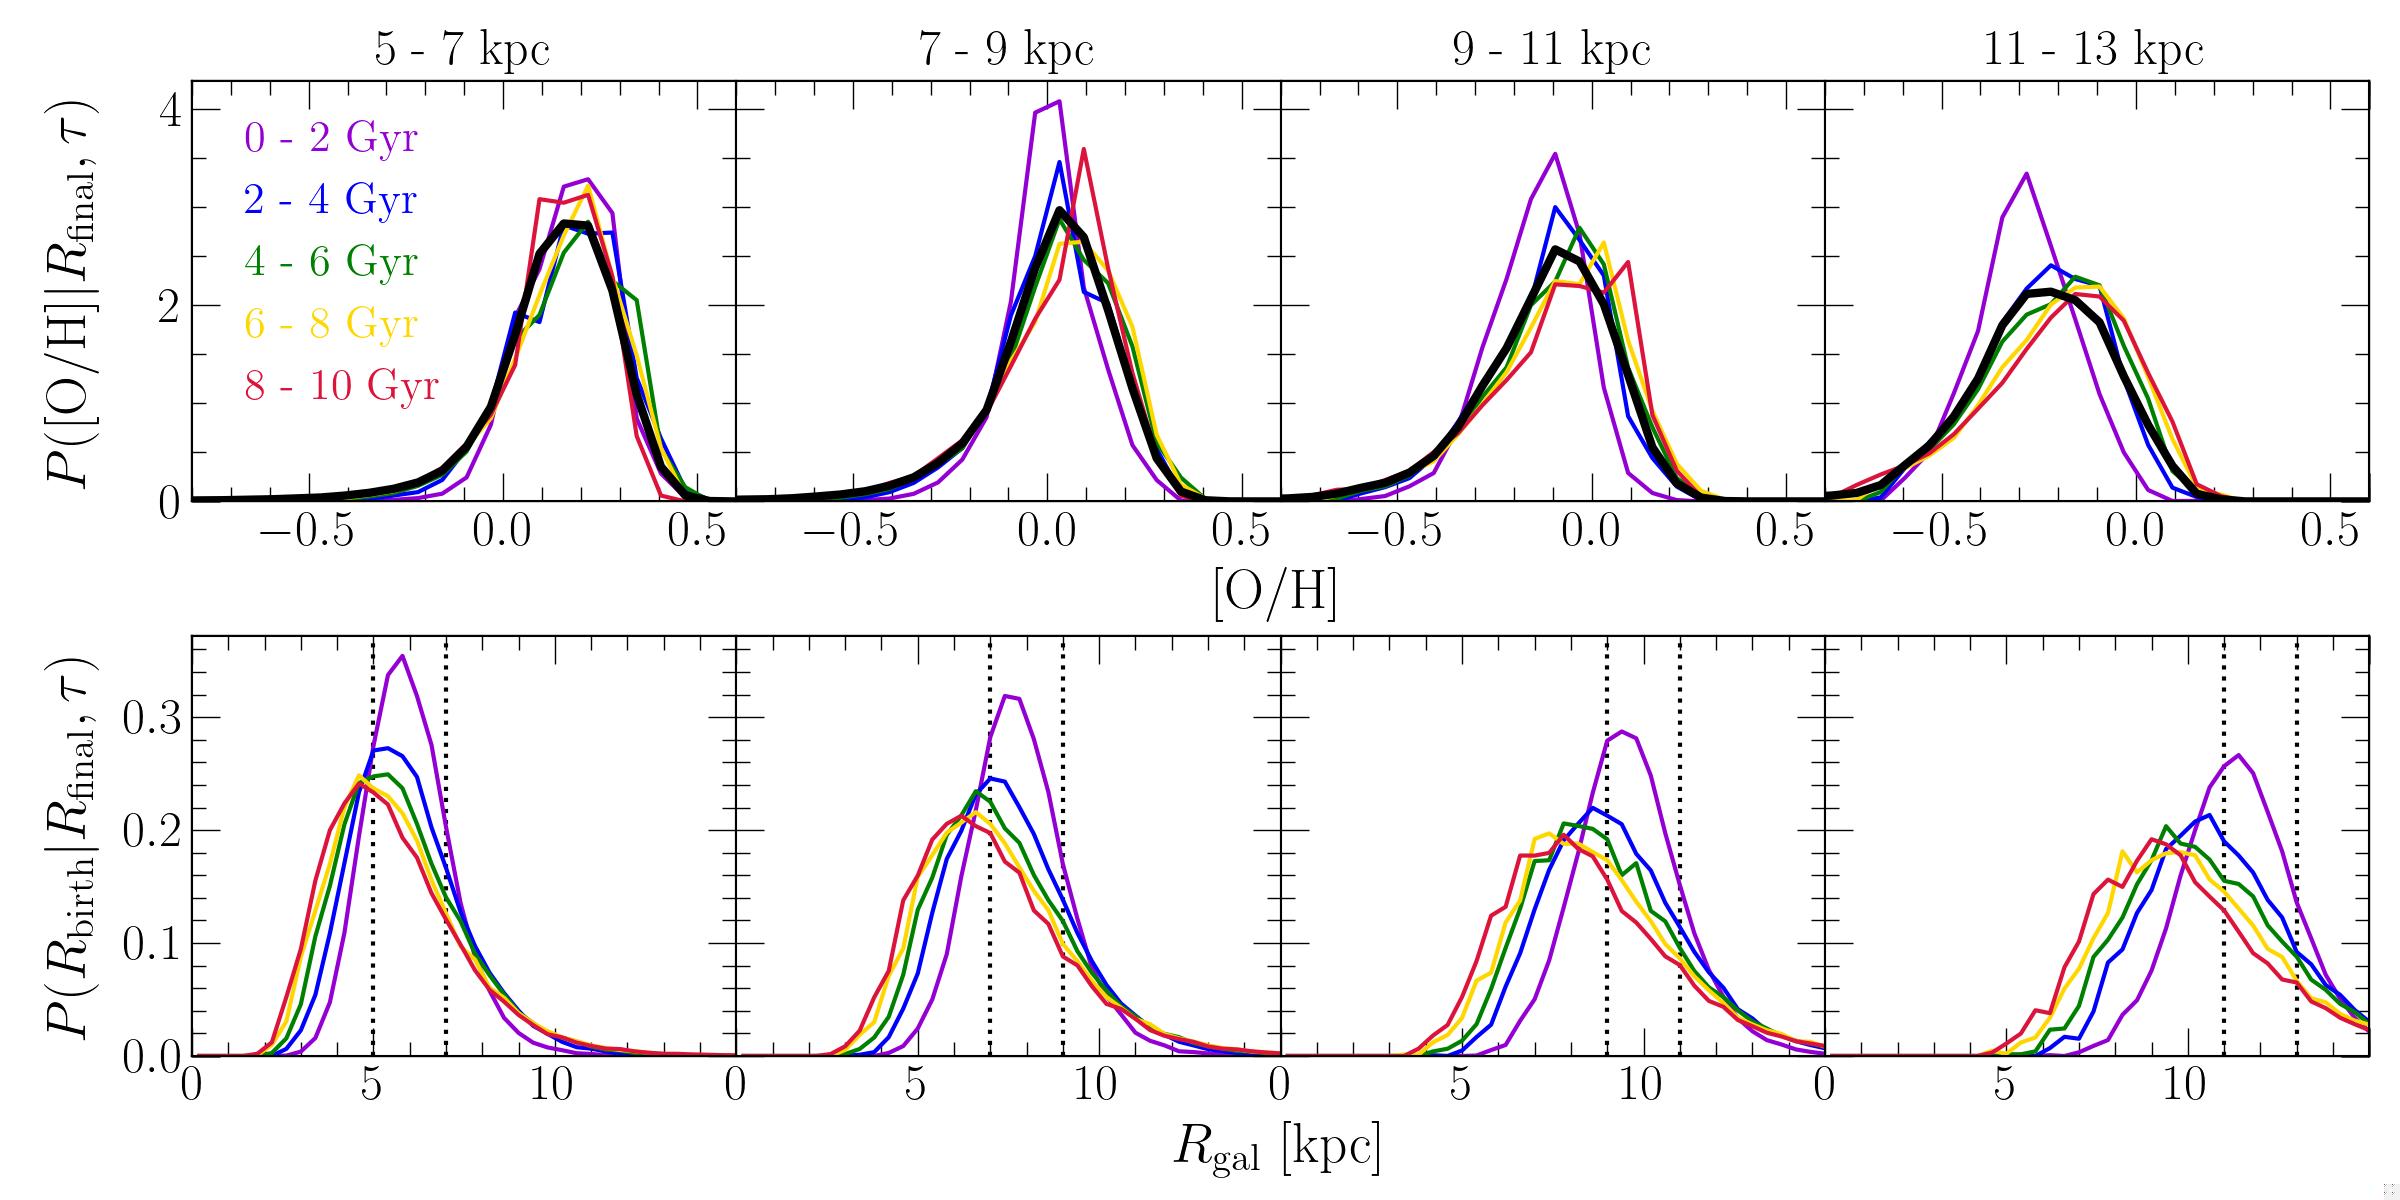 5 - 7 kpc 7 - 9 kpc 9 - 11 kpc 11 - 13 kpc
P([O/H]|R_final, τ)
4
2
0
0 - 2 Gyr
2 - 4 Gyr
4 - 6 Gyr
6 - 8 Gyr
8 - 10 Gyr
−0.5 0.0 0.5 −0.5 0.0 0.5 −0.5 0.0 0.5 −0.5 0.0 0.5
[O/H]
P(R_birth|R_final, τ)
0.3
0.2
0.1
0.0
0 5 10 0 5 10 0 5 10 0 5 10
R_gal [kpc]